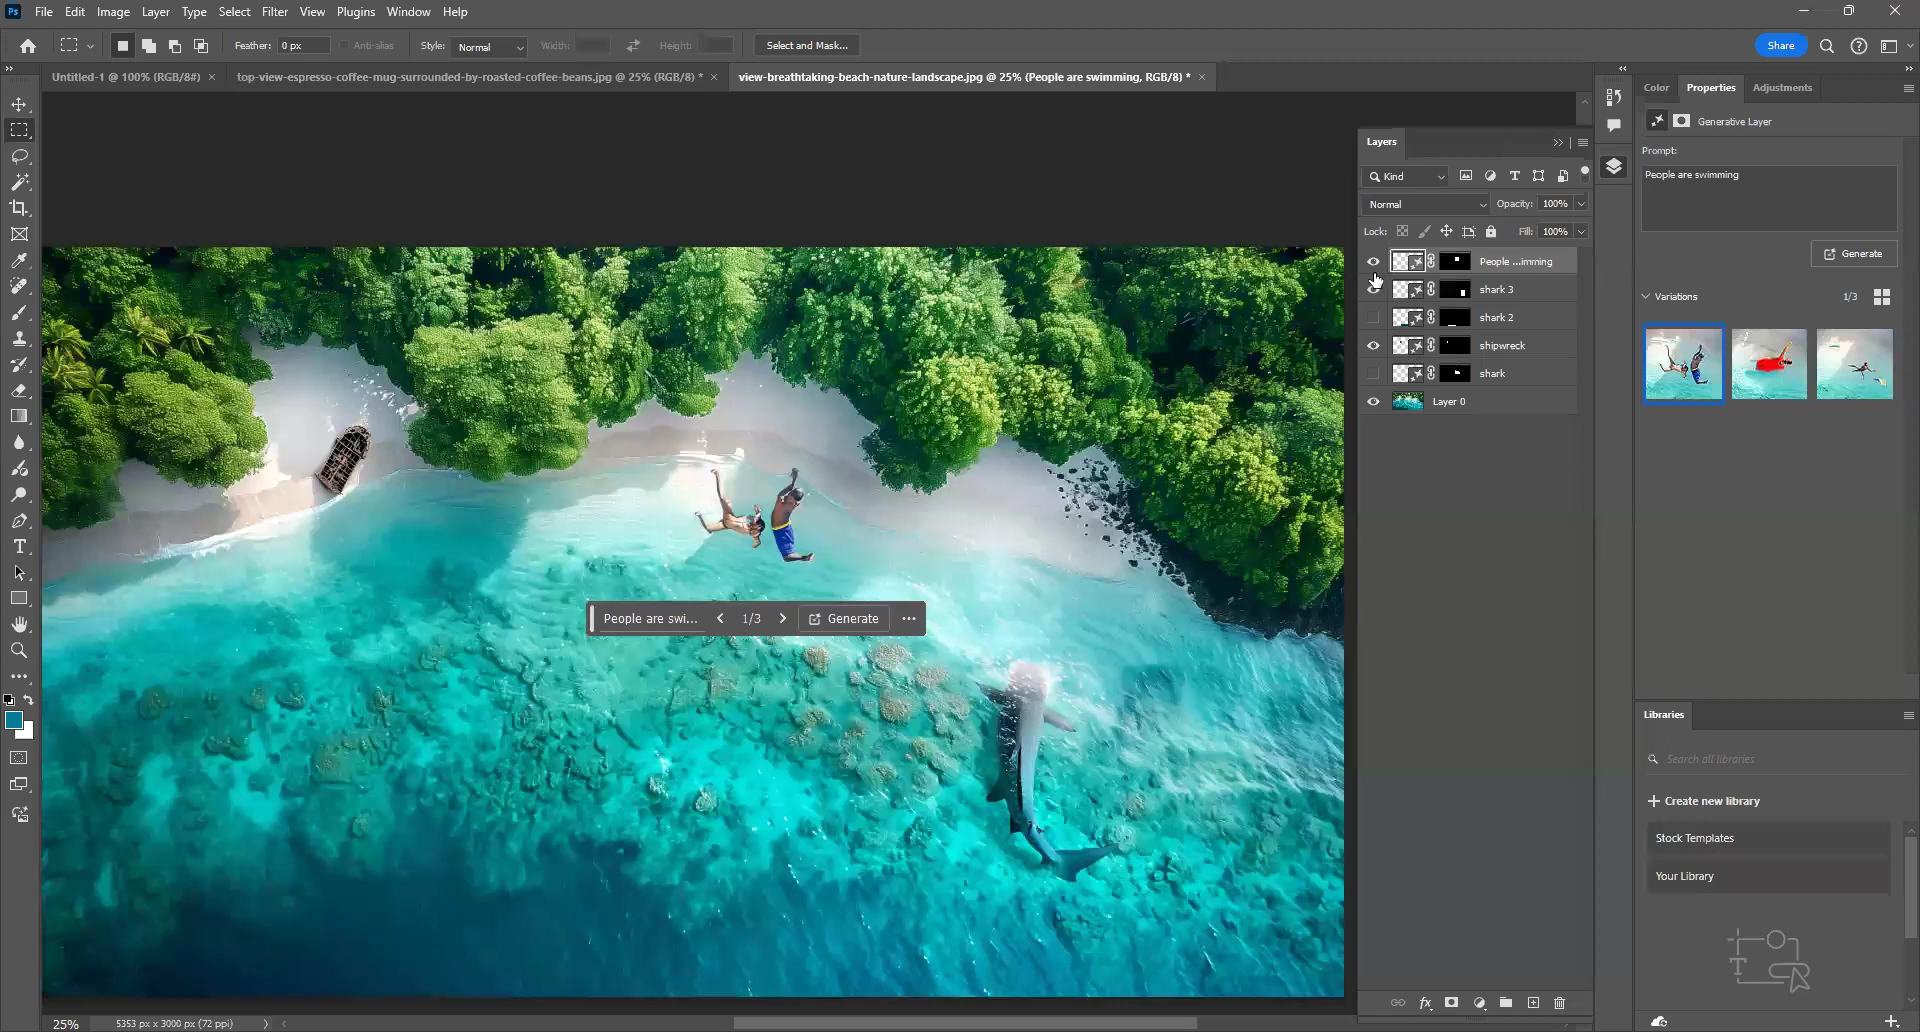 Ps File Edit Image Layer Type Select Filter View Plugins Window Help
Feather: 0 px Anti-alias Style: Normal Width: Height: Select and Mask... Share
Untitled-1 @ 100% (RGB/8#) × top-view-espresso-coffee-mug-surrounded-by-roasted-coffee-beans.jpg @ 25% (RGB/8) * × view-breathtaking-beach-nature-landscape.jpg @ 25% (People are swimming, RGB/8) * ×
Color Properties Adjustments
Generative Layer
Prompt:
People are swimming
Generate
Variations 1/3
Layers
Kind
Normal Opacity: 100%
Lock: Fill: 100%
People ...imming
shark 3
shark 2
shipwreck
shark
Layer 0
People are swi... 1/3 Generate ...
Libraries
Search all libraries
+ Create new library
Stock Templates
Your Library
25% 5353 px x 3000 px (72 ppi)